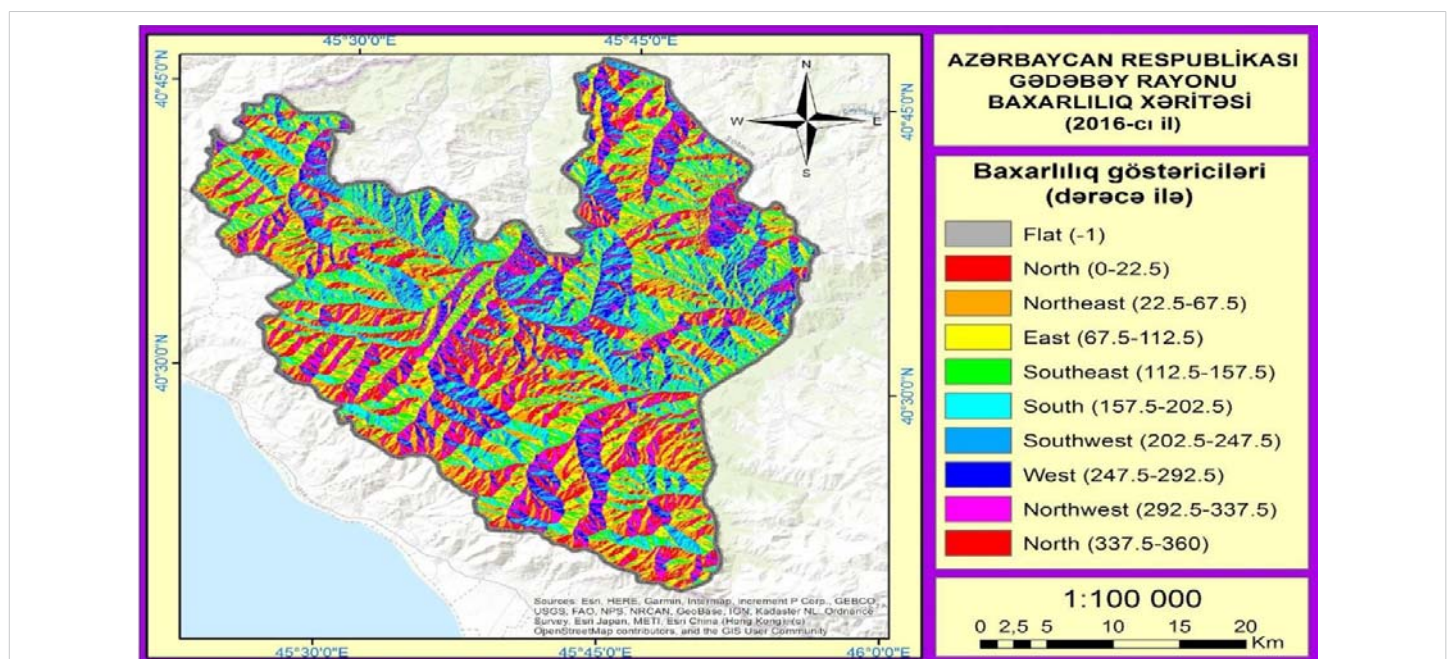 45°30'0"E
45°45'0"E
40°45'0"N
40°45'0"N
40°30'0"N
40°30'0"N
N
W
E
S
Sources: Esri, HERE, Garmin, Intermap, increment P Corp., GEBCO,
USGS, FAO, NPS, NRCAN, GeoBase, IGN, Kadaster NL, Ordnance
Survey, Esri Japan, METI, Esri China (Hong Kong), (c)
OpenStreetMap contributors, and the GIS User Community
45°30'0"E
45°45'0"E
46°0'0"E
AZƏRBAYCAN RESPUBLİKASI
GƏDƏBƏY RAYONU
BAXARLILIQ XƏRİTƏSİ
(2016-cı il)
Baxarlılıq göstəriciləri
(dərəcə ilə)
Flat (-1)
North (0-22.5)
Northeast (22.5-67.5)
East (67.5-112.5)
Southeast (112.5-157.5)
South (157.5-202.5)
Southwest (202.5-247.5)
West (247.5-292.5)
Northwest (292.5-337.5)
North (337.5-360)
1:100 000
0 2,5 5 10 15 20
Km